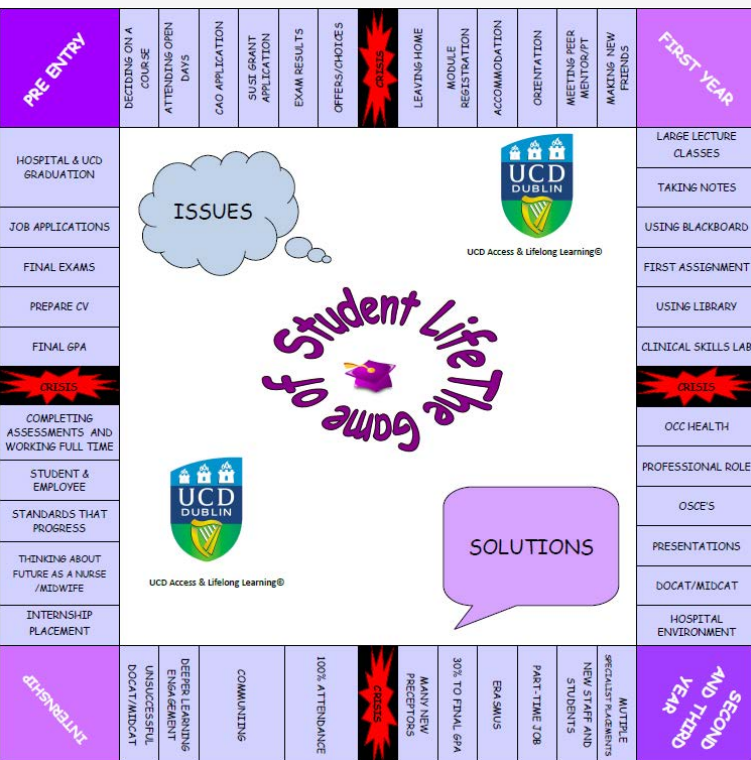 PRE ENTRY
DECIDING ON A
COURSE
ATTENDING OPEN
DAYS
CAO APPLICATION
SUSI GRANT
APPLICATION
EXAM RESULTS
OFFERS/CHOICES
CRISIS
LEAVING HOME
MODULE
REGISTRATION
ACCOMMODATION
ORIENTATION
MEETING PEER
MENTOR/PT
MAKING NEW
FRIENDS
FIRST YEAR
LARGE LECTURE
CLASSES
TAKING NOTES
USING BLACKBOARD
FIRST ASSIGNMENT
USING LIBRARY
CLINICAL SKILLS LAB
CRISIS
OCC HEALTH
PROFESSIONAL ROLE
OSCE'S
PRESENTATIONS
DOCAT/MIDCAT
HOSPITAL
ENVIRONMENT
SECOND
AND THIRD
YEAR
MUTIPLE
SPECIALIST PLACEMENTS
NEW STAFF AND
STUDENTS
PART-TIME JOB
ERASMUS
30% TO FINAL GPA
MANY NEW
PRECEPTORS
CRISIS
100% ATTENDANCE
COMMUNIING
DEEPER LEARNING
ENGAGEMENT
UNSUCCESSFUL
DOCAT/MIDCAT
INTERNSHIP
INTERNSHIP
PLACEMENT
THINKING ABOUT
FUTURE AS A NURSE
/MIDWIFE
STANDARDS THAT
PROGRESS
STUDENT &
EMPLOYEE
COMPLETING
ASSESSMENTS AND
WORKING FULL TIME
CRISIS
FINAL GPA
PREPARE CV
FINAL EXAMS
JOB APPLICATIONS
HOSPITAL & UCD
GRADUATION
ISSUES
UCD
DUBLIN
UCD Access & Lifelong Learning©
The Game of Student Life
UCD
DUBLIN
UCD Access & Lifelong Learning©
SOLUTIONS